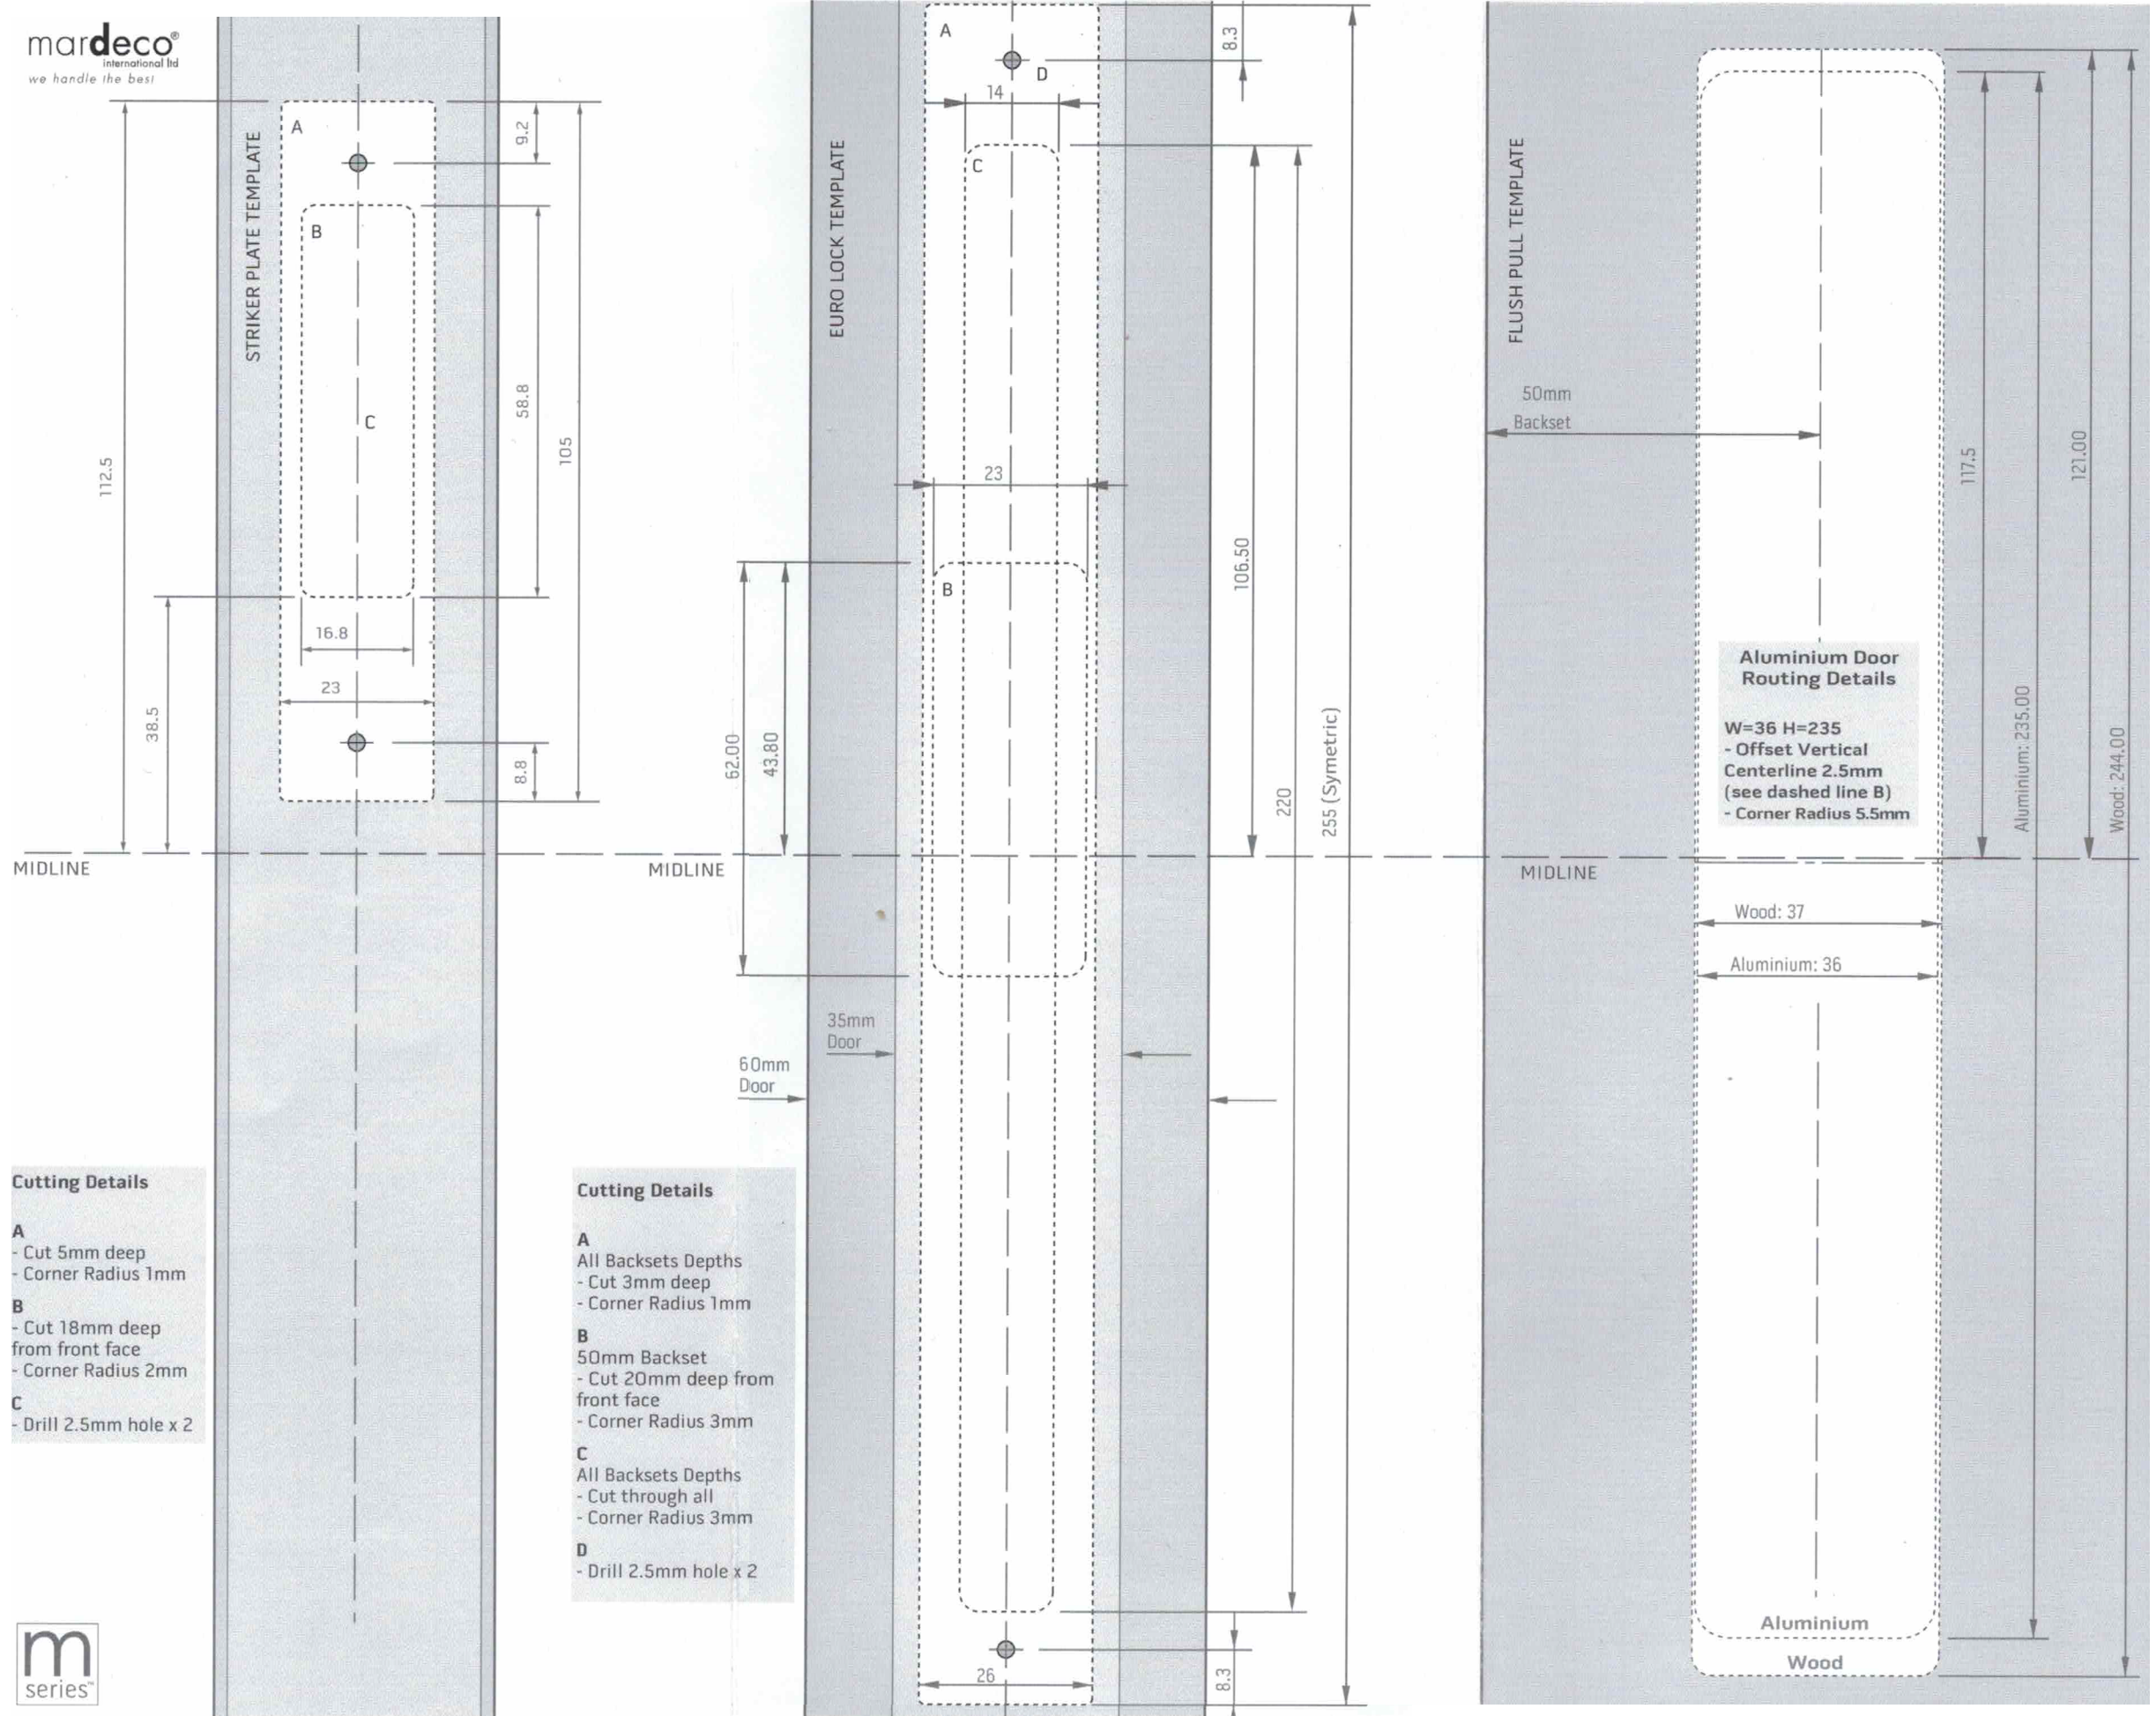 mardeco®
international ltd
we handle the best
STRIKER PLATE TEMPLATE
A
B
C
9.2
58.8
105
112.5
38.5
16.8
23
8.8
MIDLINE
Cutting Details
A
- Cut 5mm deep
- Corner Radius 1mm
B
- Cut 18mm deep
from front face
- Corner Radius 2mm
C
- Drill 2.5mm hole x 2
m
series™
EURO LOCK TEMPLATE
A
D
8.3
14
C
23
B
106.50
62.00
43.80
220
255 (Symetric)
MIDLINE
35mm
Door
60mm
Door
26
8.3
Cutting Details
A
All Backsets Depths
- Cut 3mm deep
- Corner Radius 1mm
B
50mm Backset
- Cut 20mm deep from
front face
- Corner Radius 3mm
C
All Backsets Depths
- Cut through all
- Corner Radius 3mm
D
- Drill 2.5mm hole x 2
FLUSH PULL TEMPLATE
50mm
Backset
117.5
121.00
Aluminium: 235.00
Wood: 244.00
Aluminium Door
Routing Details
W=36 H=235
- Offset Vertical
Centerline 2.5mm
(see dashed line B)
- Corner Radius 5.5mm
MIDLINE
Wood: 37
Aluminium: 36
Aluminium
Wood